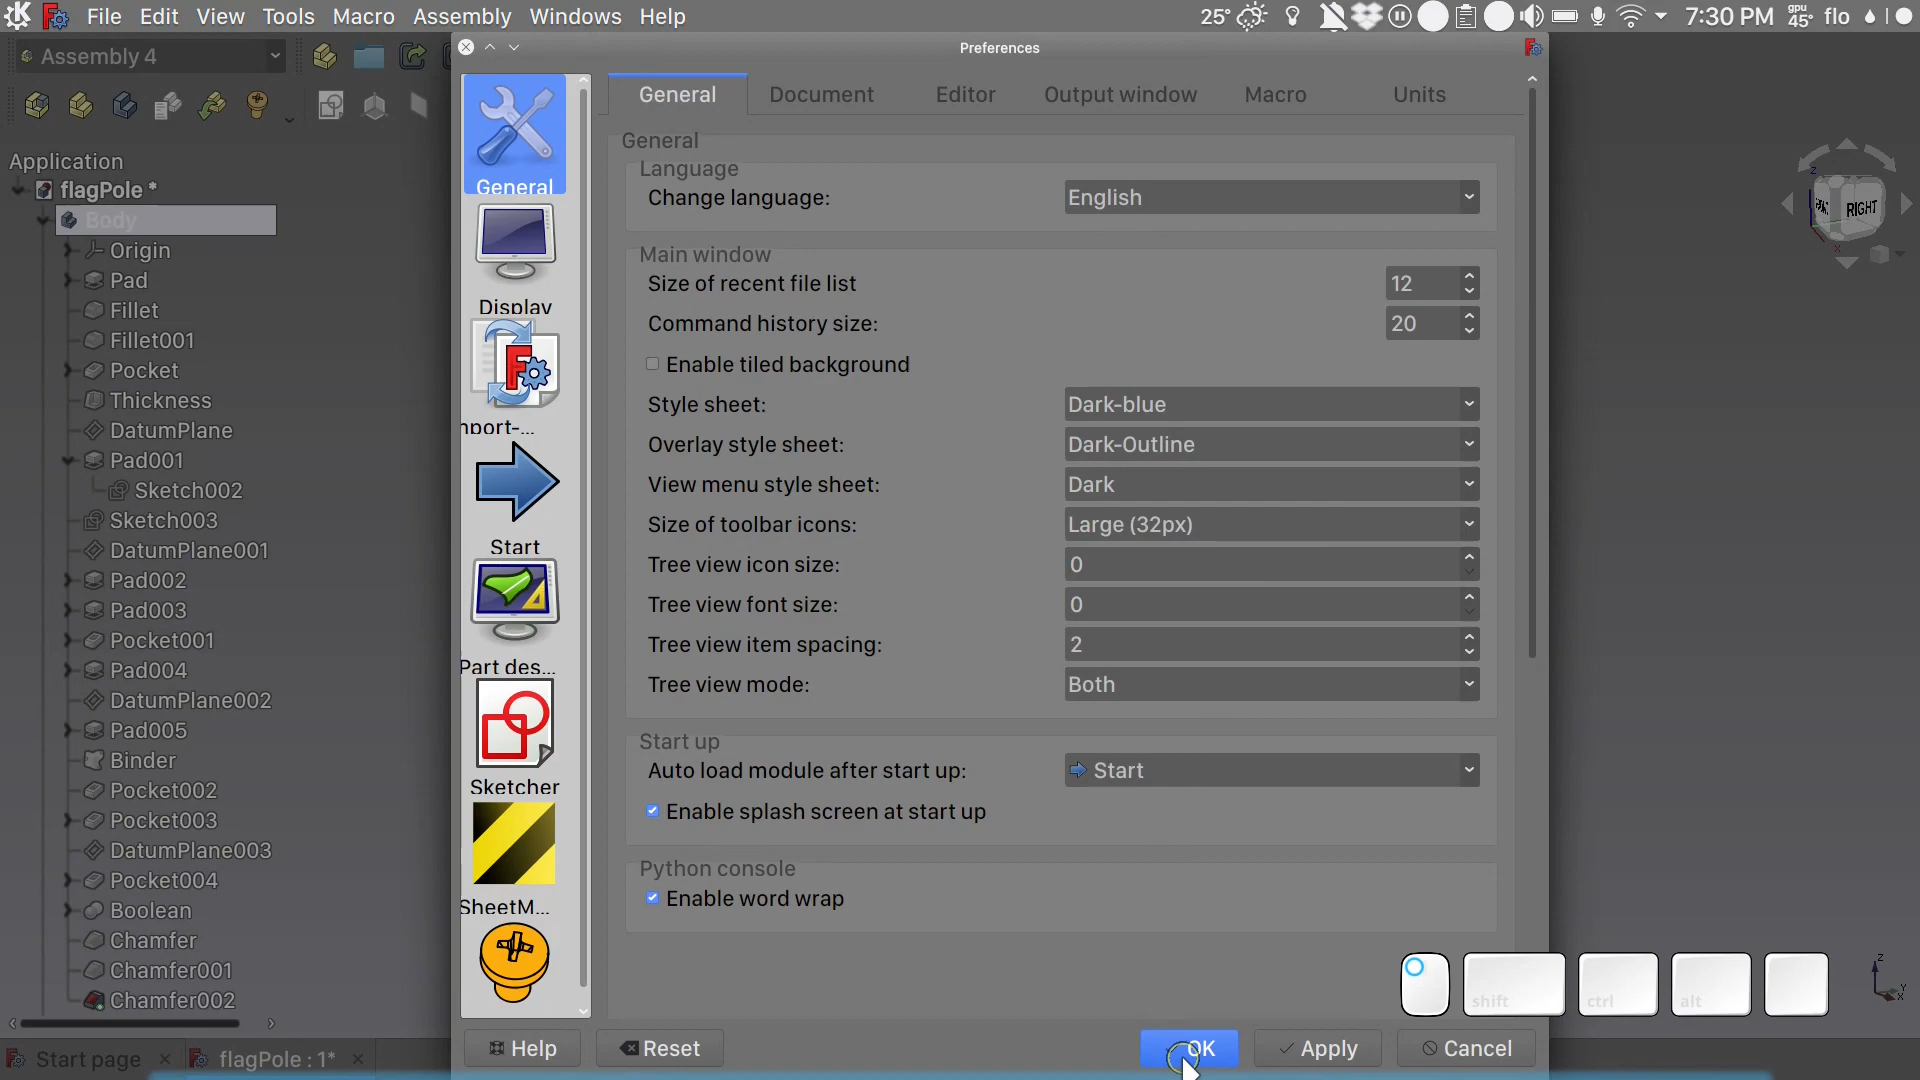 File Edit View Tools Macro Assembly Windows Help
25° 7:30 PM gpu 45° flo
Preferences
Assembly 4
General Document Editor Output window Macro Units
General
Display
Start
Part des...
Sketcher
SheetM...
Application
flagPole *
Body
Origin
Pad
Fillet
Fillet001
Pocket
Thickness
DatumPlane
Pad001
Sketch002
Sketch003
DatumPlane001
Pad002
Pad003
Pocket001
Pad004
DatumPlane002
Pad005
Binder
Pocket002
Pocket003
DatumPlane003
Pocket004
Boolean
Chamfer
Chamfer001
Chamfer002
General
Language
Change language: English
Main window
Size of recent file list 12
Command history size: 20
Enable tiled background
Style sheet: Dark-blue
Overlay style sheet: Dark-Outline
View menu style sheet: Dark
Size of toolbar icons: Large (32px)
Tree view icon size: 0
Tree view font size: 0
Tree view item spacing: 2
Tree view mode: Both
Start up
Auto load module after start up: Start
Enable splash screen at start up
Python console
Enable word wrap
RIGHT
z
x
shift ctrl alt
Z
Y
X
Help Reset OK Apply Cancel
Start page flagPole : 1*